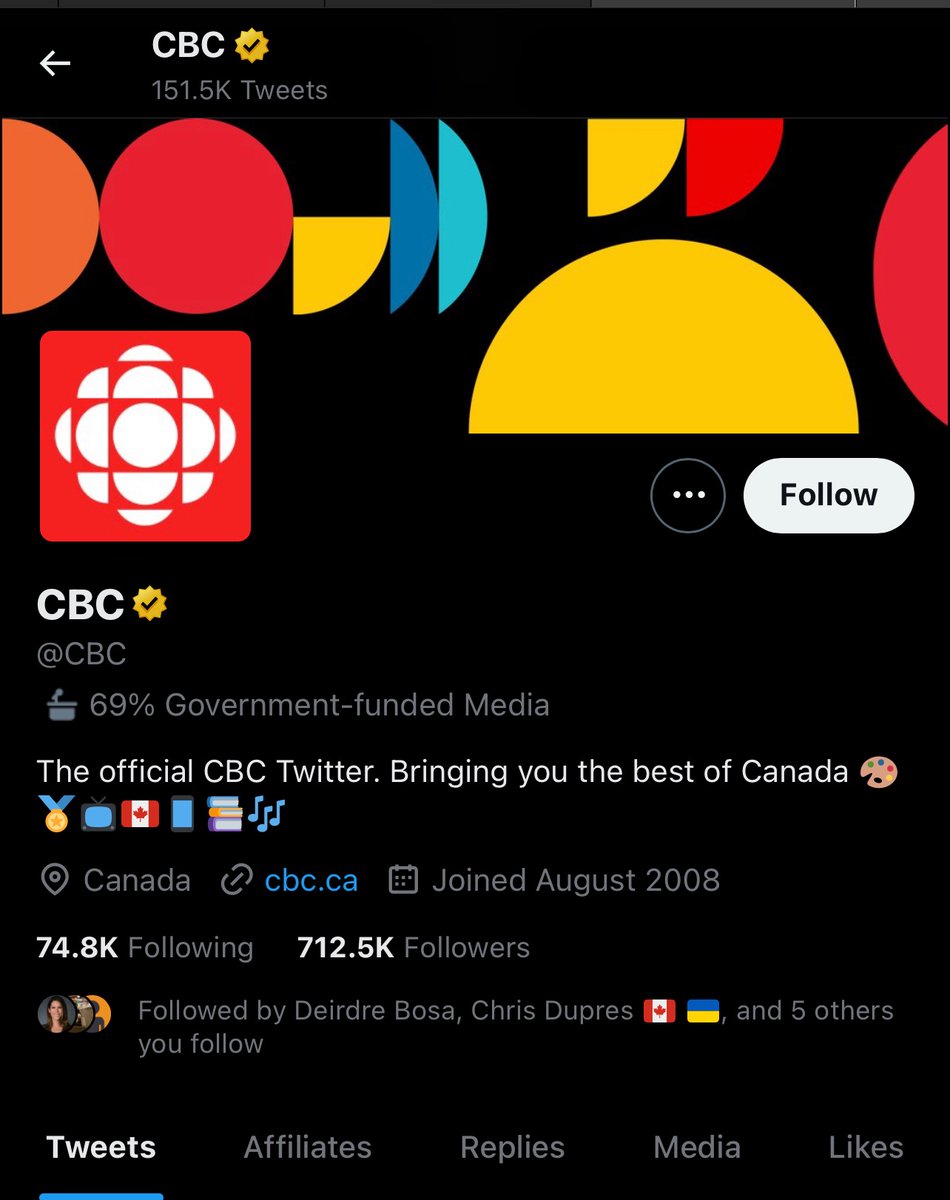 CBC
151.5K Tweets
Follow
CBC
@CBC
69% Government-funded Media
The official CBC Twitter. Bringing you the best of Canada 🎨
🏅📺🇨🇦📱📚🎶
Canada cbc.ca Joined August 2008
74.8K Following 712.5K Followers
Followed by Deirdre Bosa, Chris Dupres 🇨🇦 🇺🇦, and 5 others
you follow
Tweets Affiliates Replies Media Likes